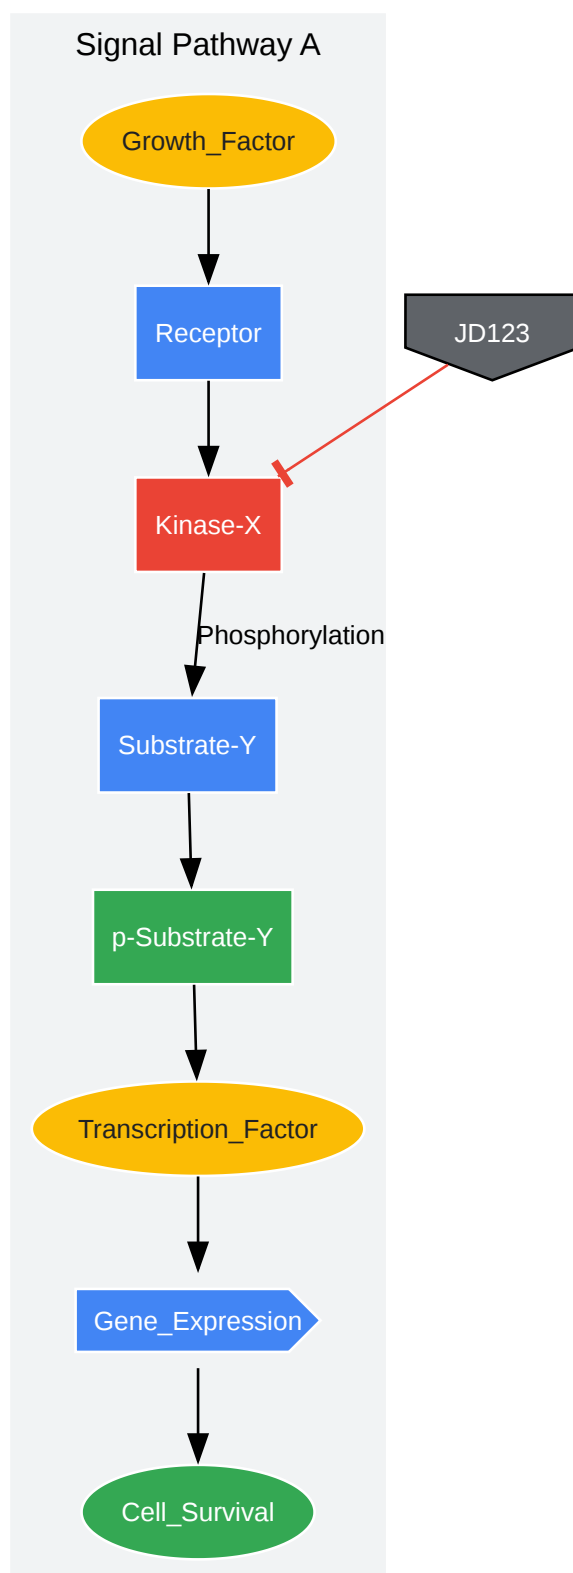 Signal Pathway A
Growth_Factor
Receptor
JD123
Kinase-X
Phosphorylation
Substrate-Y
p-Substrate-Y
Transcription_Factor
Gene_Expression
Cell_Survival